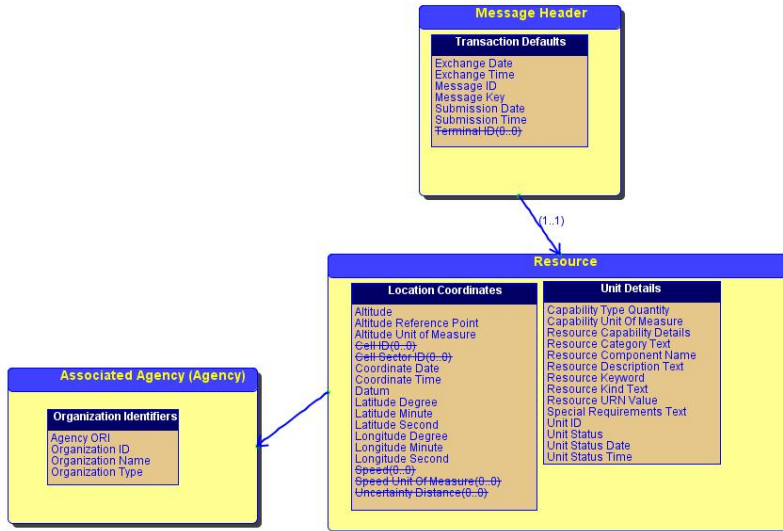 Message Header
Transaction Defaults
Exchange Date
Exchange Time
Message ID
Message Key
Submission Date
Submission Time
Terminal ID(0..0)
(1..1)
Resource
Location Coordinates
Altitude
Altitude Reference Point
Altitude Unit of Measure
Cell ID(0..0)
Cell Sector ID(0..0)
Coordinate Date
Coordinate Time
Datum
Latitude Degree
Latitude Minute
Latitude Second
Longitude Degree
Longitude Minute
Longitude Second
Speed(0..0)
Speed Unit Of Measure(0..0)
Uncertainty Distance(0..0)
Unit Details
Capability Type Quantity
Capability Unit Of Measure
Resource Capability Details
Resource Category Text
Resource Component Name
Resource Description Text
Resource Keyword
Resource Kind Text
Resource URN Value
Special Requirements Text
Unit ID
Unit Status
Unit Status Date
Unit Status Time
Associated Agency (Agency)
Organization Identifiers
Agency ORI
Organization ID
Organization Name
Organization Type